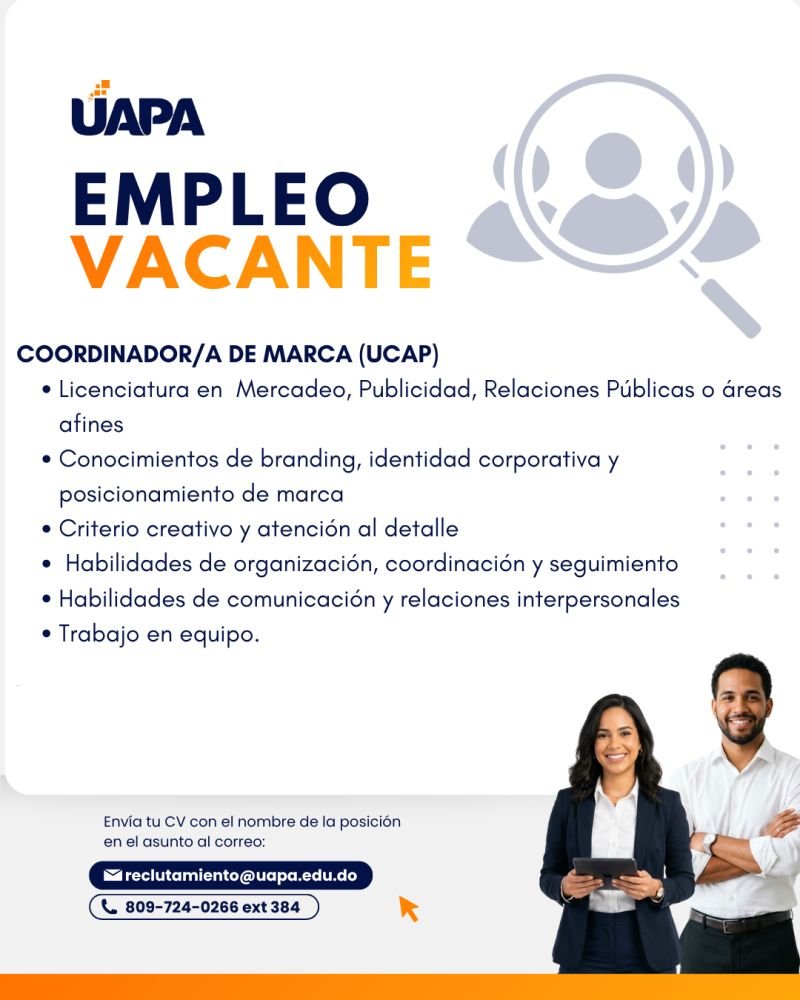 UAPA
EMPLEO
VACANTE
COORDINADOR/A DE MARCA (UCAP)
• Licenciatura en Mercadeo, Publicidad, Relaciones Públicas o áreas
afines
• Conocimientos de branding, identidad corporativa y
posicionamiento de marca
• Criterio creativo y atención al detalle
• Habilidades de organización, coordinación y seguimiento
• Habilidades de comunicación y relaciones interpersonales
• Trabajo en equipo.
Envía tu CV con el nombre de la posición
en el asunto al correo:
reclutamiento@uapa.edu.do
809-724-0266 ext 384